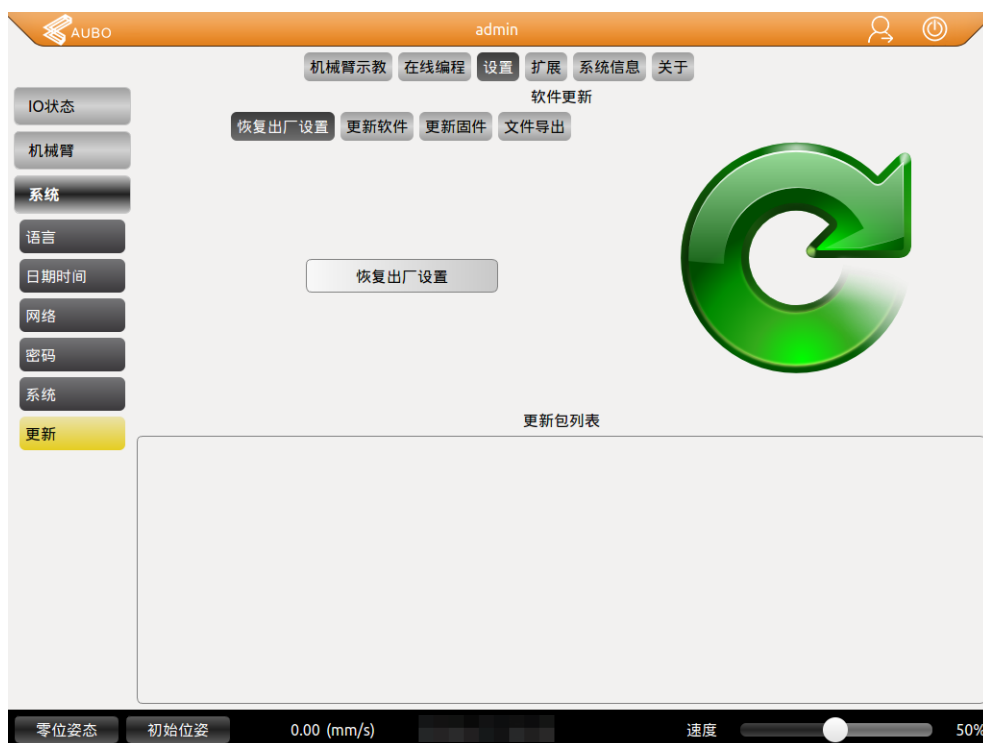 AUBO admin
机械臂示教 在线编程 设置 扩展 系统信息 关于
软件更新
IO状态
恢复出厂设置 更新软件 更新固件 文件导出
机械臂
系统
语言
日期时间
恢复出厂设置
网络
密码
系统
更新包列表
更新
零位姿态 初始位姿 0.00 (mm/s) 速度 50%